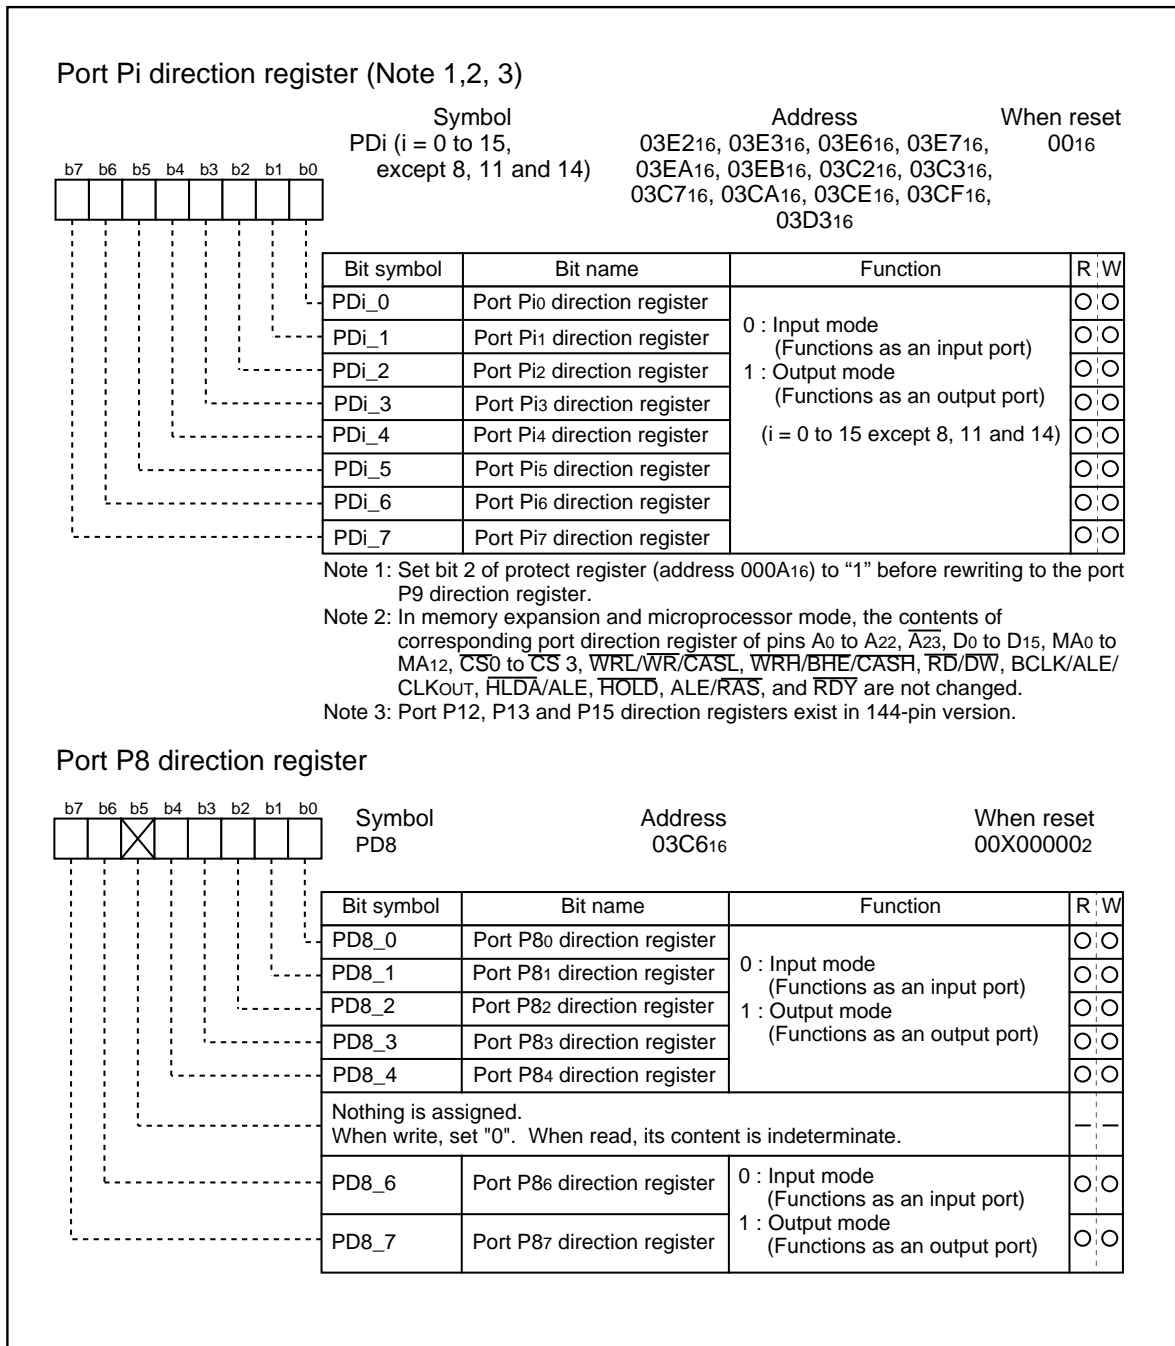 Port Pi direction register (Note 1,2, 3)
Symbol Address When reset
PDi (i = 0 to 15, 03E216, 03E316, 03E616, 03E716, 0016
except 8, 11 and 14) 03EA16, 03EB16, 03C216, 03C316,
03C716, 03CA16, 03CE16, 03CF16,
03D316
b7 b6 b5 b4 b3 b2 b1 b0
Bit symbol Bit name Function R W
PDi_0 Port Pi0 direction register
PDi_1 Port Pi1 direction register
PDi_2 Port Pi2 direction register
PDi_3 Port Pi3 direction register
PDi_4 Port Pi4 direction register
PDi_5 Port Pi5 direction register
PDi_6 Port Pi6 direction register
PDi_7 Port Pi7 direction register
0 : Input mode
(Functions as an input port)
1 : Output mode
(Functions as an output port)
(i = 0 to 15 except 8, 11 and 14)
Note 1: Set bit 2 of protect register (address 000A16) to “1” before rewriting to the port
P9 direction register.
Note 2: In memory expansion and microprocessor mode, the contents of
corresponding port direction register of pins A0 to A22, A23, D0 to D15, MA0 to
MA12, CS0 to CS 3, WRL/WR/CASL, WRH/BHE/CASH, RD/DW, BCLK/ALE/
CLKOUT, HLDA/ALE, HOLD, ALE/RAS, and RDY are not changed.
Note 3: Port P12, P13 and P15 direction registers exist in 144-pin version.
Port P8 direction register
b7 b6 b5 b4 b3 b2 b1 b0
Symbol Address When reset
PD8 03C616 00X000002
Bit symbol Bit name Function R W
PD8_0 Port P80 direction register
PD8_1 Port P81 direction register
PD8_2 Port P82 direction register
PD8_3 Port P83 direction register
PD8_4 Port P84 direction register
0 : Input mode
(Functions as an input port)
1 : Output mode
(Functions as an output port)
Nothing is assigned.
When write, set "0". When read, its content is indeterminate.
PD8_6 Port P86 direction register
PD8_7 Port P87 direction register
0 : Input mode
(Functions as an input port)
1 : Output mode
(Functions as an output port)